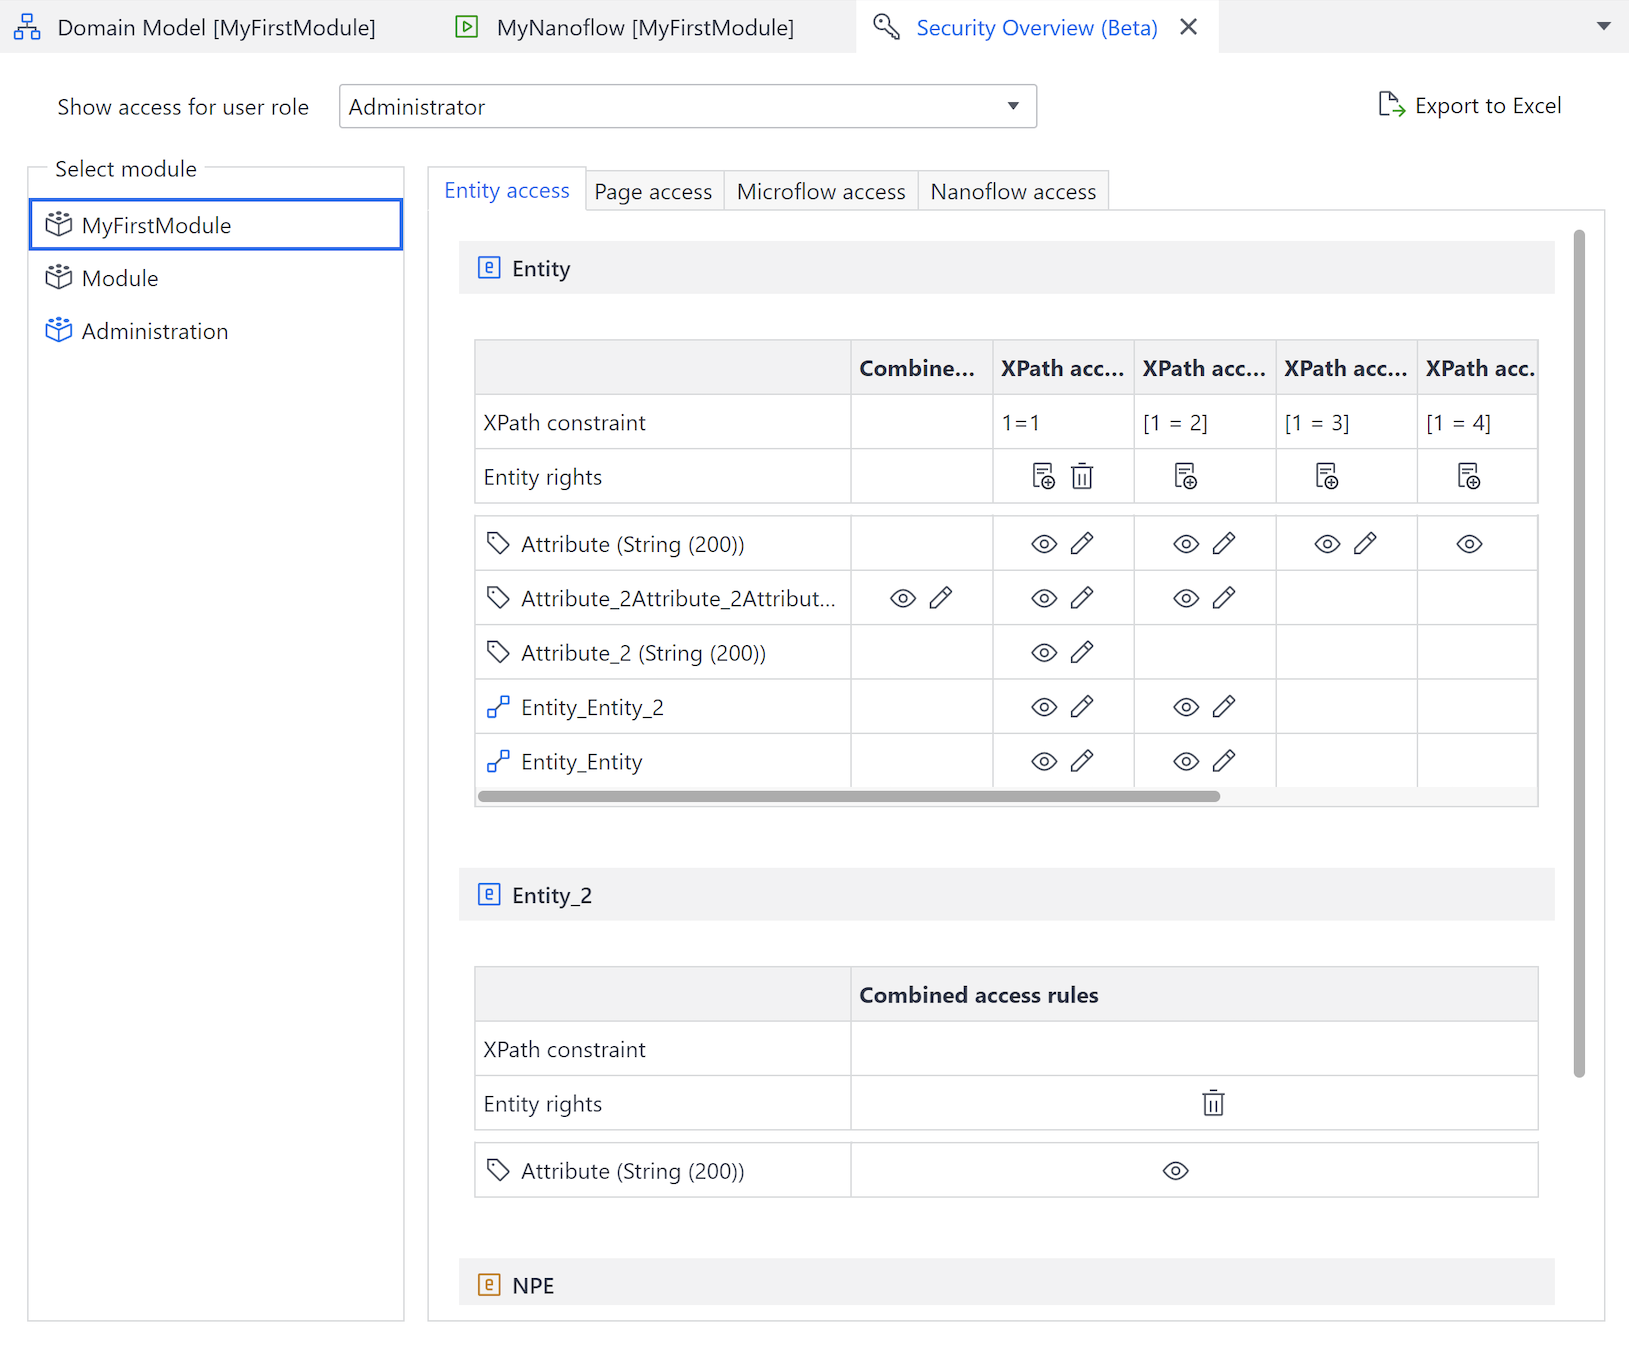 Domain Model [MyFirstModule] MyNanoflow [MyFirstModule] Security Overview (Beta)
Show access for user role Administrator Export to Excel
Select module
MyFirstModule
Module
Administration
Entity access Page access Microflow access Nanoflow access
Entity
Combine... XPath acc... XPath acc... XPath acc... XPath acc.
XPath constraint 1=1 [1 = 2] [1 = 3] [1 = 4]
Entity rights
Attribute (String (200))
Attribute_2Attribute_2Attribut...
Attribute_2 (String (200))
Entity_Entity_2
Entity_Entity
Entity_2
Combined access rules
XPath constraint
Entity rights
Attribute (String (200))
NPE